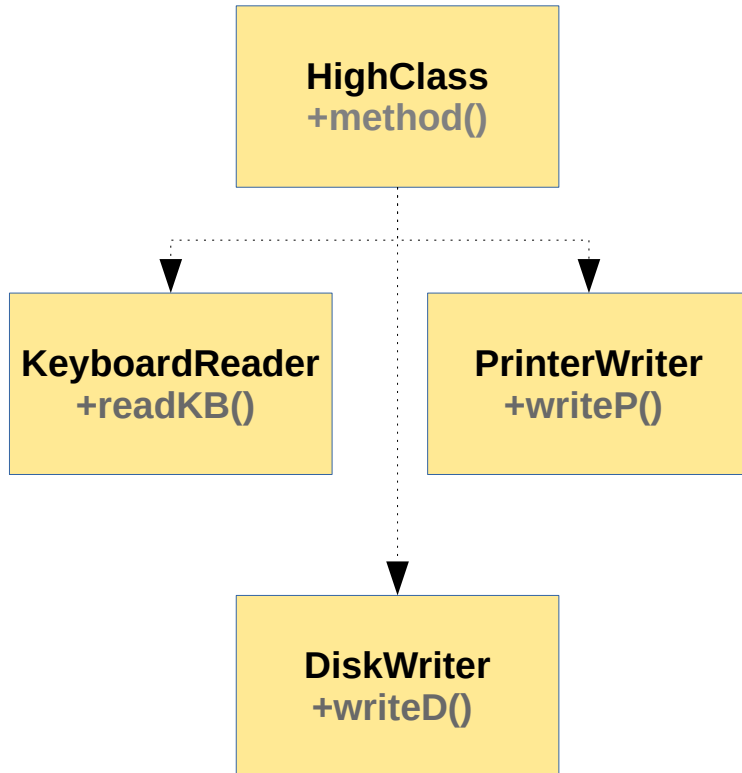 HighClass
+method()
KeyboardReader
+readKB()
PrinterWriter
+writeP()
DiskWriter
+writeD()